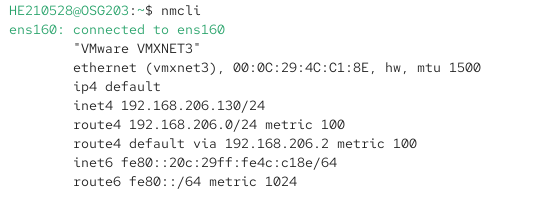 HE210528@OSG203:~$ nmcli
ens160: connected to ens160
"VMware VMXNET3"
ethernet (vmxnet3), 00:0C:29:4C:C1:8E, hw, mtu 1500
ip4 default
inet4 192.168.206.130/24
route4 192.168.206.0/24 metric 100
route4 default via 192.168.206.2 metric 100
inet6 fe80::20c:29ff:fe4c:c18e/64
route6 fe80::/64 metric 1024